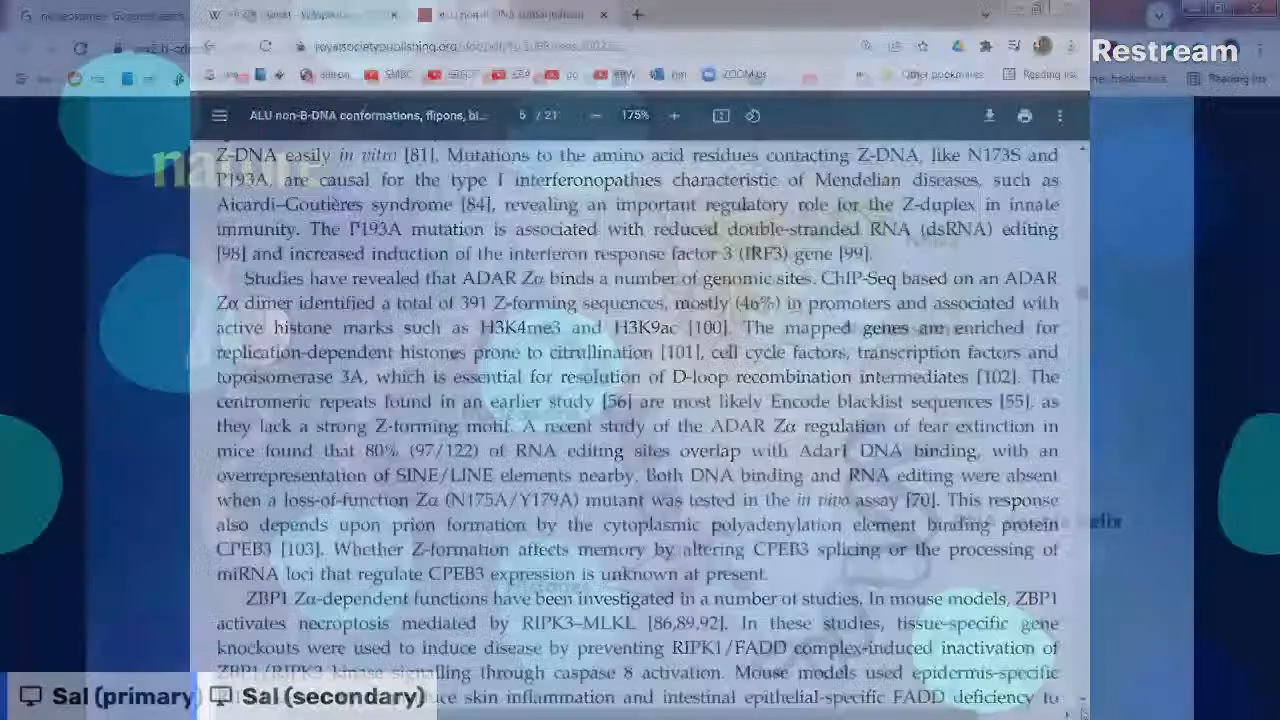 Restream
Other bookmarks
Reading list
Reading list
ALU non-B-DNA conformations, flipons, bi... 6 / 21 — 175% +
nature
Z-DNA easily in vitro [81]. Mutations to the amino acid residues contacting Z-DNA, like N173S and
P193A, are causal for the type I interferonopathies characteristic of Mendelian diseases, such as
Aicardi–Goutières syndrome [84], revealing an important regulatory role for the Z-duplex in innate
immunity. The P193A mutation is associated with reduced double-stranded RNA (dsRNA) editing
[98] and increased induction of the interferon response factor 3 (IRF3) gene [99].
Studies have revealed that ADAR Zα binds a number of genomic sites. ChIP-Seq based on an ADAR
Zα dimer identified a total of 391 Z-forming sequences, mostly (46%) in promoters and associated with
active histone marks such as H3K4me3 and H3K9ac [100]. The mapped genes are enriched for
replication-dependent histones prone to citrullination [101], cell cycle factors, transcription factors and
topoisomerase 3A, which is essential for resolution of D-loop recombination intermediates [102]. The
centromeric repeats found in an earlier study [56] are most likely Encode blacklist sequences [55], as
they lack a strong Z-forming motif. A recent study of the ADAR Zα regulation of fear extinction in
mice found that 80% (97/122) of RNA editing sites overlap with Adar1 DNA binding, with an
overrepresentation of SINE/LINE elements nearby. Both DNA binding and RNA editing were absent
when a loss-of-function Zα (N175A/Y179A) mutant was tested in the in vivo assay [70]. This response
also depends upon prion formation by the cytoplasmic polyadenylation element binding protein
CPEB3 [103]. Whether Z-formation affects memory by altering CPEB3 splicing or the processing of
miRNA loci that regulate CPEB3 expression is unknown at present.
ZBP1 Zα-dependent functions have been investigated in a number of studies. In mouse models, ZBP1
activates necroptosis mediated by RIPK3–MLKL [86,89,92]. In these studies, tissue-specific gene
knockouts were used to induce disease by preventing RIPK1/FADD complex-induced inactivation of
ZBP1/RIPK3 kinase signalling through caspase 8 activation. Mouse models used epidermis-specific
skin inflammation and intestinal epithelial-specific FADD deficiency to
Sal (primary) Sal (secondary)